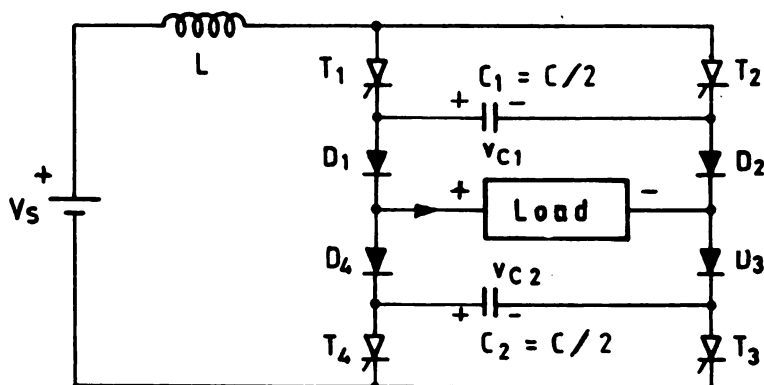 L
T1
C1 = C/2
T2
+ -
vC1
D1
D2
+
VS
+ Load -
D4
vC2
D3
+ -
T4
C2 = C/2
T3